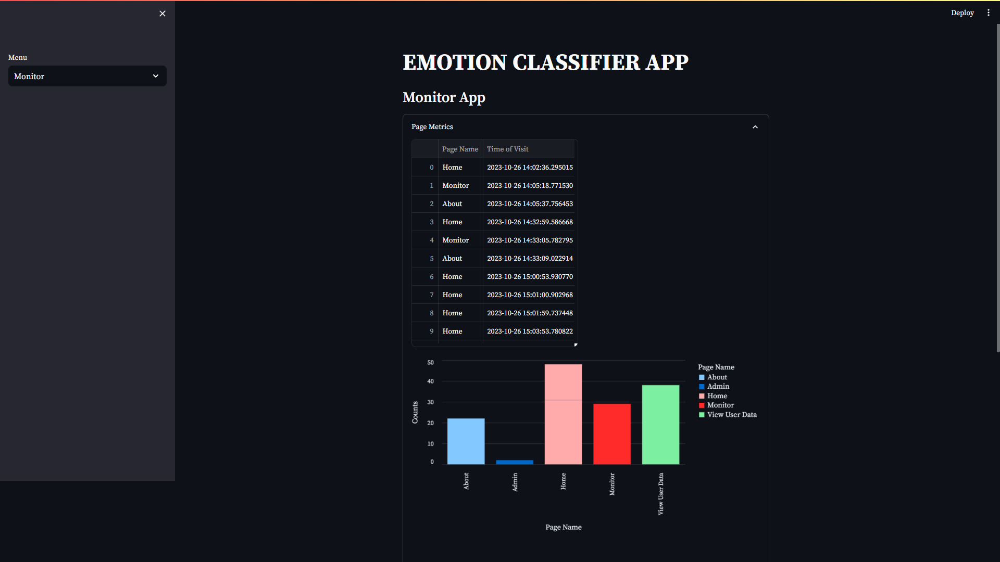 Deploy
Menu
Monitor
EMOTION CLASSIFIER APP
Monitor App
Page Metrics
Page Name Time of Visit
0 Home 2023-10-26 14:02:36.295015
1 Monitor 2023-10-26 14:05:18.771530
2 About 2023-10-26 14:05:37.756453
3 Home 2023-10-26 14:32:59.586668
4 Monitor 2023-10-26 14:33:05.782795
5 About 2023-10-26 14:33:09.022914
6 Home 2023-10-26 15:00:53.930770
7 Home 2023-10-26 15:01:00.902968
8 Home 2023-10-26 15:01:59.737448
9 Home 2023-10-26 15:03:53.780822
50
40
30
20
10
0
Counts
About
Admin
Home
Monitor
View User Data
Page Name
Page Name
About
Admin
Home
Monitor
View User Data